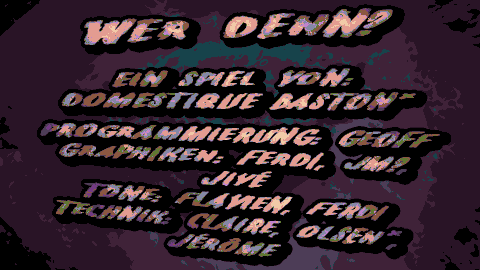 WER DENN?
EIN SPIEL VON:
DOMESTIQUE BASTON™
PROGRAMMIERUNG: GEOFF
GRAPHIKEN: FERDI, JM?,
JIVE
TÖNE: FLAVIEN, FERDI
TECHNIK: CLAIRE, OLSEN™,
JEROME